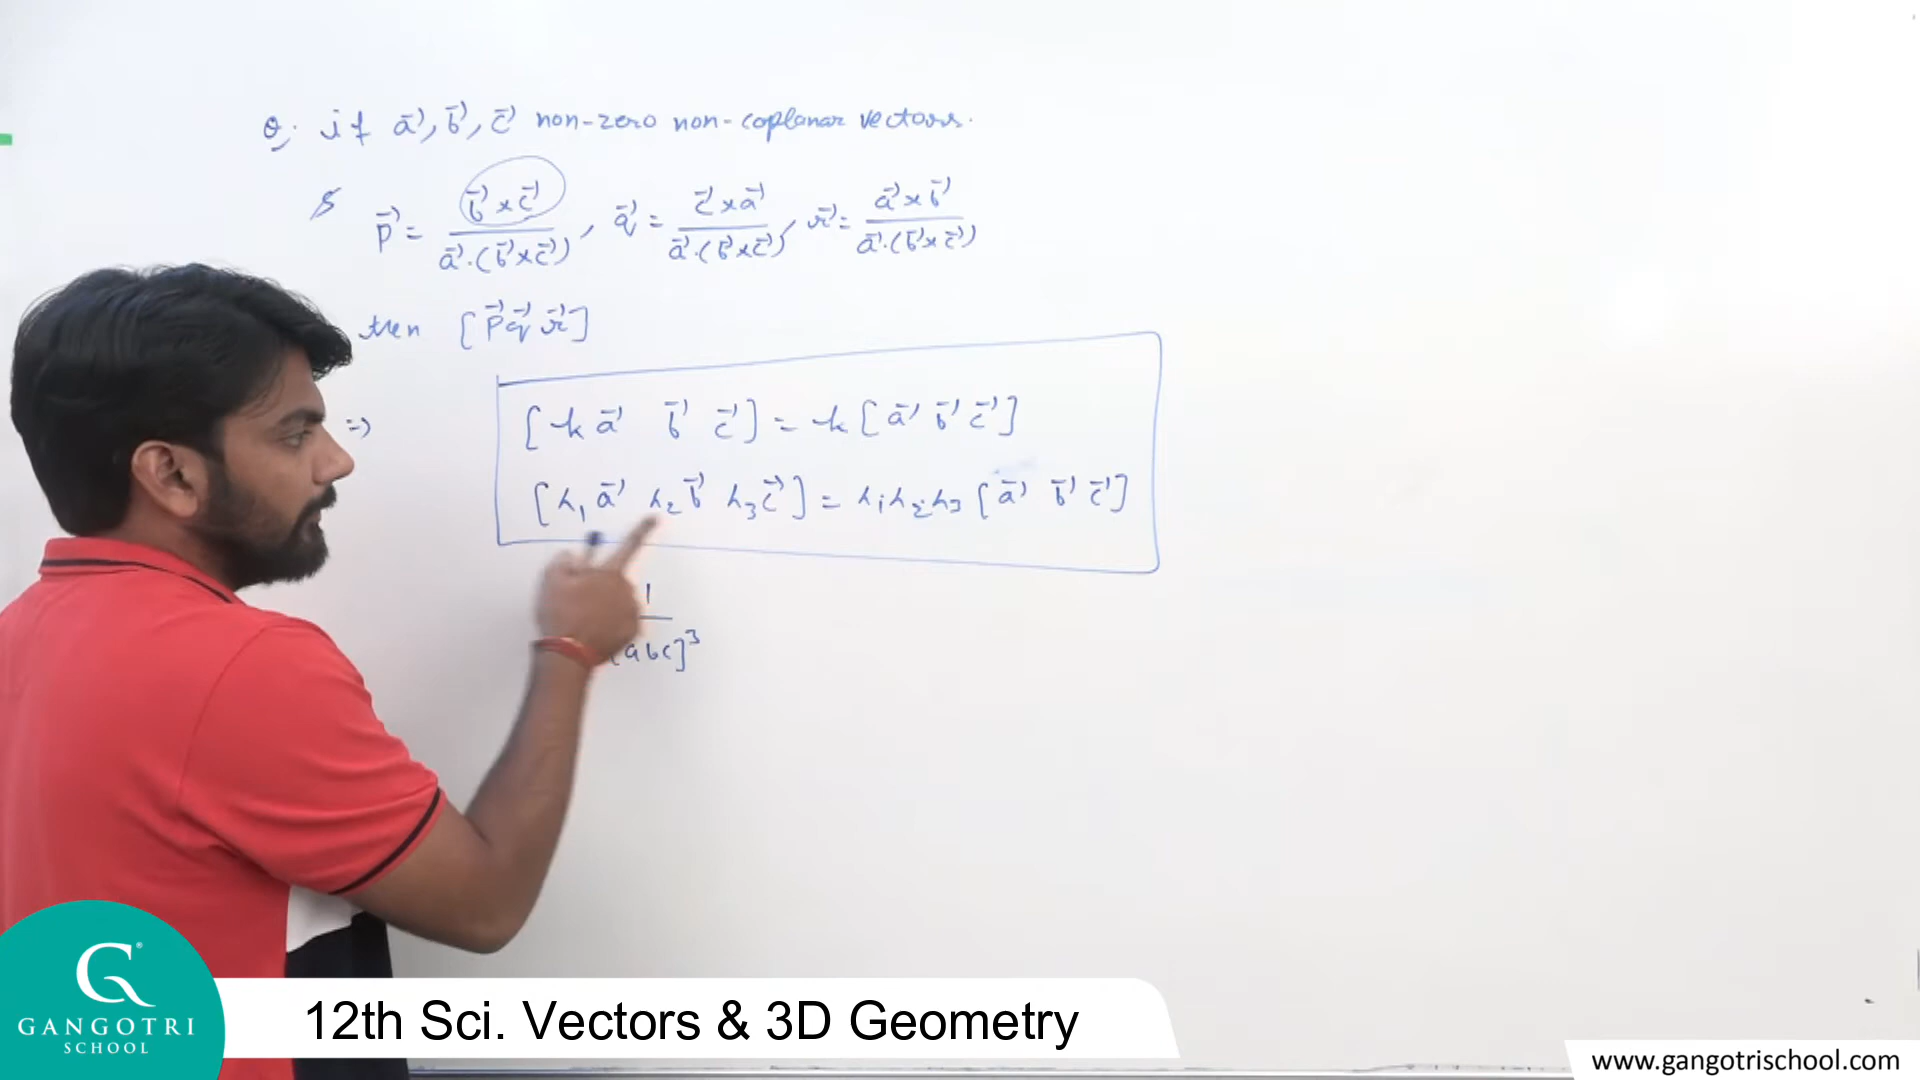 Q. if a⃗, b⃗, c⃗ non-zero non-coplanar vectors.
& p⃗ = (b⃗ × c⃗) / (a⃗·(b⃗×c⃗)), q⃗ = (c⃗ × a⃗) / (a⃗·(b⃗×c⃗)), r⃗ = (a⃗ × b⃗) / (a⃗·(b⃗×c⃗))
then [p⃗ q⃗ r⃗]
=> [k a⃗ b⃗ c⃗] = k [a⃗ b⃗ c⃗]
[λ₁a⃗ λ₂b⃗ λ₃c⃗] = λ₁λ₂λ₃ [a⃗ b⃗ c⃗]
1 / [abc]³
GANGOTRI
SCHOOL
12th Sci. Vectors & 3D Geometry
www.gangotrischool.com